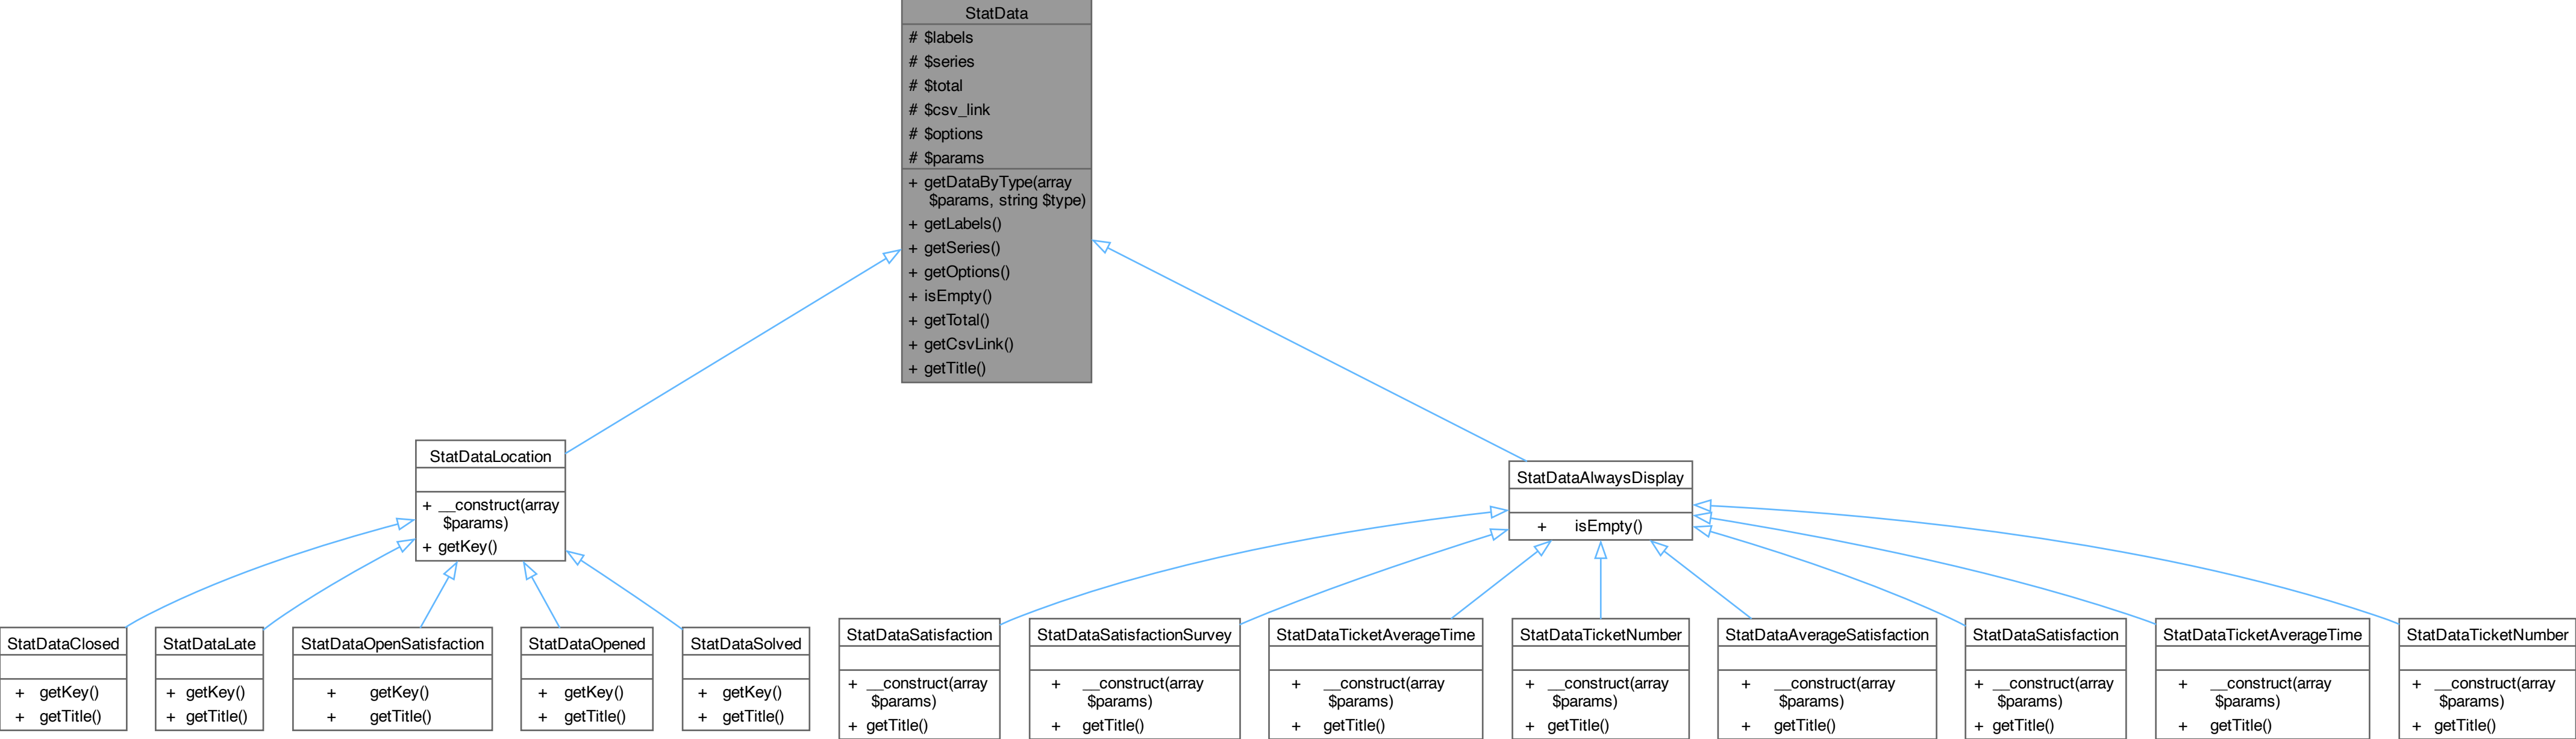 StatData
# $labels
# $series
# $total
# $csv_link
# $options
# $params
+ getDataByType(array
$params, string $type)
+ getLabels()
+ getSeries()
+ getOptions()
+ isEmpty()
+ getTotal()
+ getCsvLink()
+ getTitle()
StatDataLocation
+ __construct(array
$params)
+ getKey()
StatDataAlwaysDisplay
+ isEmpty()
StatDataClosed
+ getKey()
+ getTitle()
StatDataLate
+ getKey()
+ getTitle()
StatDataOpenSatisfaction
+ getKey()
+ getTitle()
StatDataOpened
+ getKey()
+ getTitle()
StatDataSolved
+ getKey()
+ getTitle()
StatDataSatisfaction
+ __construct(array
$params)
+ getTitle()
StatDataSatisfactionSurvey
+ __construct(array
$params)
+ getTitle()
StatDataTicketAverageTime
+ __construct(array
$params)
+ getTitle()
StatDataTicketNumber
+ __construct(array
$params)
+ getTitle()
StatDataAverageSatisfaction
+ __construct(array
$params)
+ getTitle()
StatDataSatisfaction
+ __construct(array
$params)
+ getTitle()
StatDataTicketAverageTime
+ __construct(array
$params)
+ getTitle()
StatDataTicketNumber
+ __construct(array
$params)
+ getTitle()